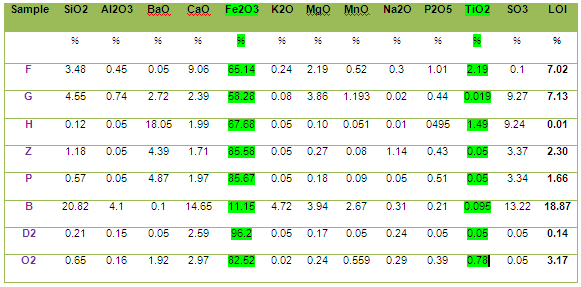 Sample SiO2 Al2O3 BaO CaO Fe2O3 K2O MgO MnO Na2O P2O5 TiO2 SO3 LOI
% % % % % % % % % % % % %
F 3.48 0.45 0.05 9.06 65.14 0.24 2.19 0.52 0.3 1.01 2.19 0.1 7.02
G 4.55 0.74 2.72 2.39 58.28 0.08 3.86 1.193 0.02 0.44 0.019 9.27 7.13
H 0.12 0.05 18.05 1.99 67.68 0.05 0.10 0.051 0.01 0495 1.49 9.24 0.01
Z 1.18 0.05 4.39 1.71 85.58 0.05 0.27 0.08 1.14 0.43 0.05 3.37 2.30
P 0.57 0.05 4.87 1.97 85.67 0.05 0.18 0.09 0.05 0.51 0.05 3.34 1.66
B 20.82 4.1 0.1 14.65 11.15 4.72 3.94 2.67 0.31 0.21 0.095 13.22 18.87
D2 0.21 0.15 0.05 2.59 96.2 0.05 0.17 0.05 0.24 0.05 0.05 0.05 0.14
O2 0.65 0.16 1.92 2.97 82.52 0.02 0.24 0.559 0.29 0.39 0.78 0.05 3.17